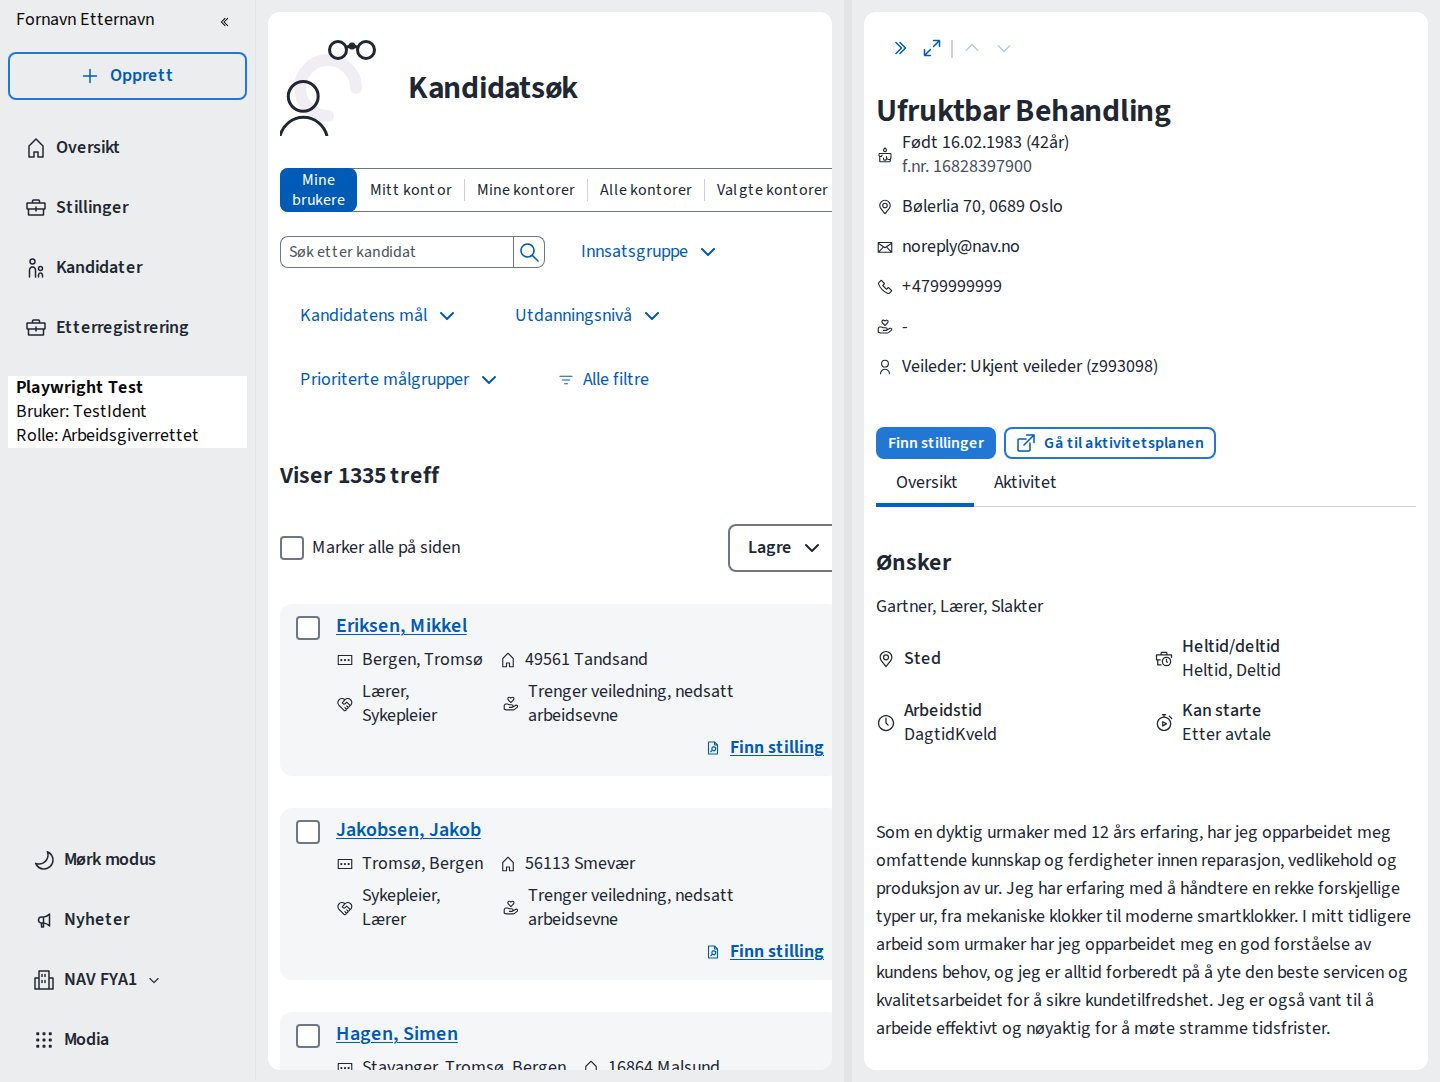 Fornavn Etternavn
Opprett
Oversikt
Stillinger
Kandidater
Etterregistrering
Playwright Test
Bruker: TestIdent
Rolle: Arbeidsgiverrettet
Mørk modus
Nyheter
NAV FYA1
Modia
Kandidatsøk
Mine
brukere
Mitt kontor
Mine kontorer
Alle kontorer
Valgte kontorer
Søk etter kandidat
Innsatsgruppe
Kandidatens mål
Utdanningsnivå
Prioriterte målgrupper
Alle filtre
Viser 1335 treff
Marker alle på siden
Lagre
Eriksen, Mikkel
Bergen, Tromsø
49561 Tandsand
Lærer,
Sykepleier
Trenger veiledning, nedsatt
arbeidsevne
Finn stilling
Jakobsen, Jakob
Tromsø, Bergen
56113 Smevær
Sykepleier,
Lærer
Trenger veiledning, nedsatt
arbeidsevne
Finn stilling
Hagen, Simen
Stavanger, Tromsø, Bergen
16864 Malsund
Ufruktbar Behandling
Født 16.02.1983 (42år)
f.nr. 16828397900
Bølerlia 70, 0689 Oslo
noreply@nav.no
+4799999999
-
Veileder: Ukjent veileder (z993098)
Finn stillinger
Gå til aktivitetsplanen
Oversikt
Aktivitet
Ønsker
Gartner, Lærer, Slakter
Sted
Heltid/deltid
Heltid, Deltid
Arbeidstid
DagtidKveld
Kan starte
Etter avtale
Som en dyktig urmaker med 12 års erfaring, har jeg opparbeidet meg
omfattende kunnskap og ferdigheter innen reparasjon, vedlikehold og
produksjon av ur. Jeg har erfaring med å håndtere en rekke forskjellige
typer ur, fra mekaniske klokker til moderne smartklokker. I mitt tidligere
arbeid som urmaker har jeg opparbeidet meg en god forståelse av
kundens behov, og jeg er alltid forberedt på å yte den beste servicen og
kvalitetsarbeidet for å sikre kundetilfredshet. Jeg er også vant til å
arbeide effektivt og nøyaktig for å møte stramme tidsfrister.